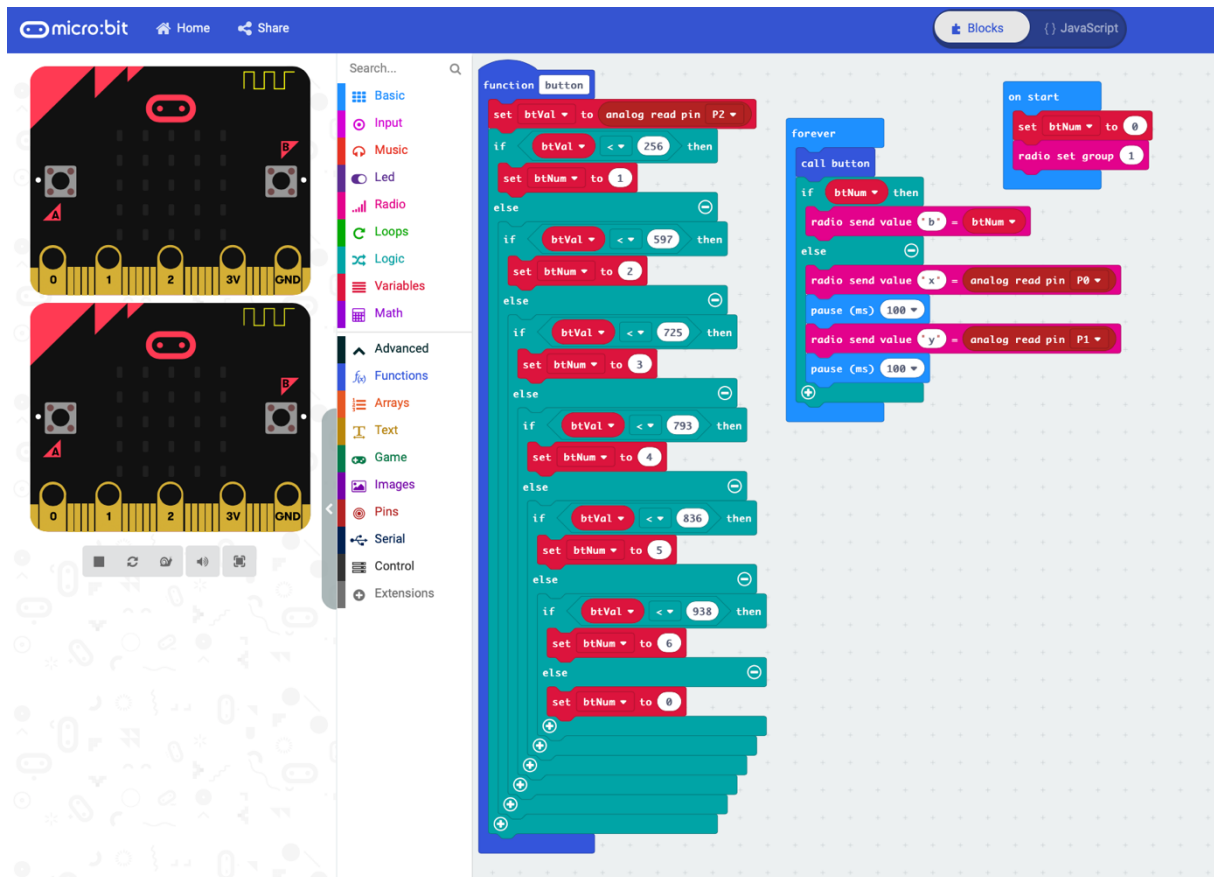 micro:bit Home Share Blocks { } JavaScript
A
B
0 1 2 3V GND
A
B
0 1 2 3V GND
Search...
Basic
Input
Music
Led
Radio
Loops
Logic
Variables
Math
Advanced
Functions
Arrays
Text
Game
Images
Pins
Serial
Control
Extensions
function button
set btVal to analog read pin P2
if btVal < 256 then
set btNum to 1
else
if btVal < 597 then
set btNum to 2
else
if btVal < 725 then
set btNum to 3
else
if btVal < 793 then
set btNum to 4
else
if btVal < 836 then
set btNum to 5
else
if btVal < 938 then
set btNum to 6
else
set btNum to 0
forever
call button
if btNum then
radio send value "b" = btNum
else
radio send value "x" = analog read pin P0
pause (ms) 100
radio send value "y" = analog read pin P1
pause (ms) 100
on start
set btNum to 0
radio set group 1